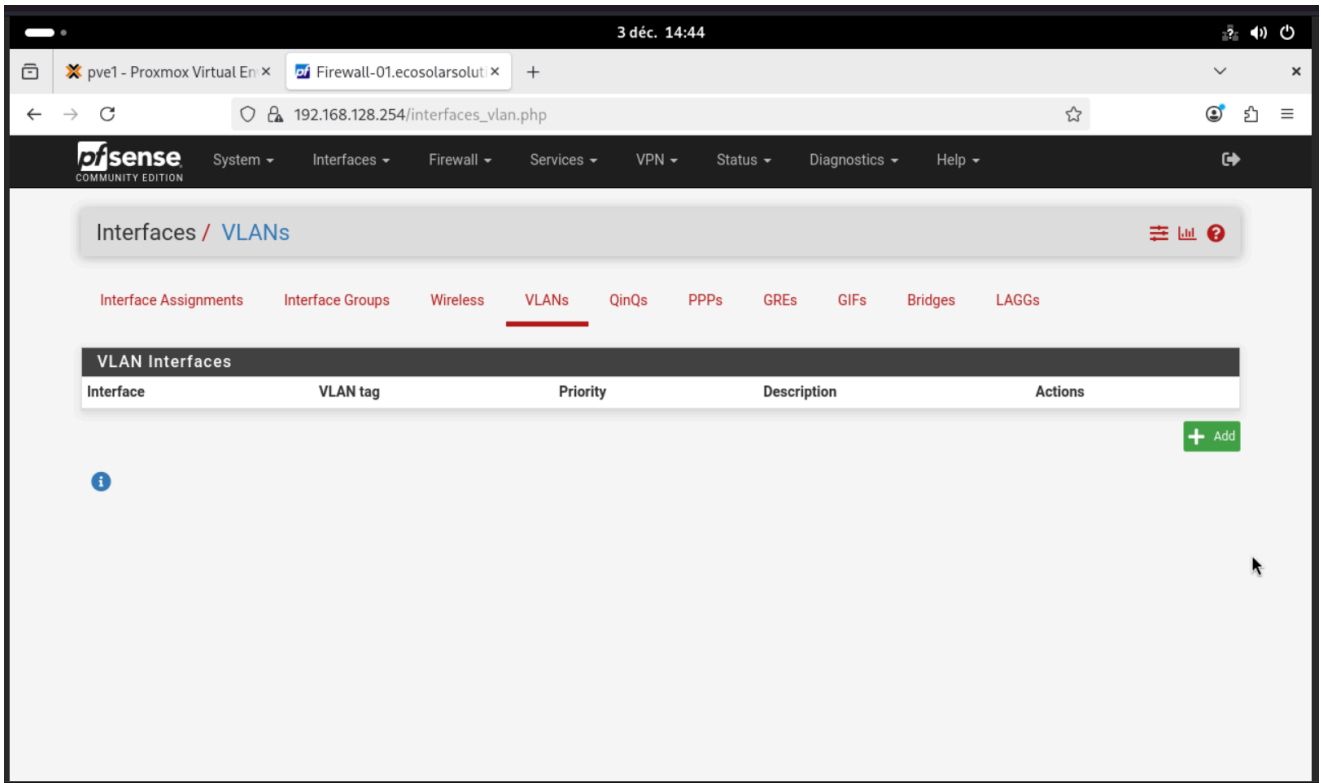 3 déc. 14:44
pve1 - Proxmox Virtual En
Firewall-01.ecosolarsoluti
192.168.128.254/interfaces_vlan.php
pfsense
COMMUNITY EDITION
System Interfaces Firewall Services VPN Status Diagnostics Help
Interfaces / VLANs
Interface Assignments Interface Groups Wireless VLANs QinQs PPPs GREs GIFs Bridges LAGGs
VLAN Interfaces
Interface VLAN tag Priority Description Actions
Add